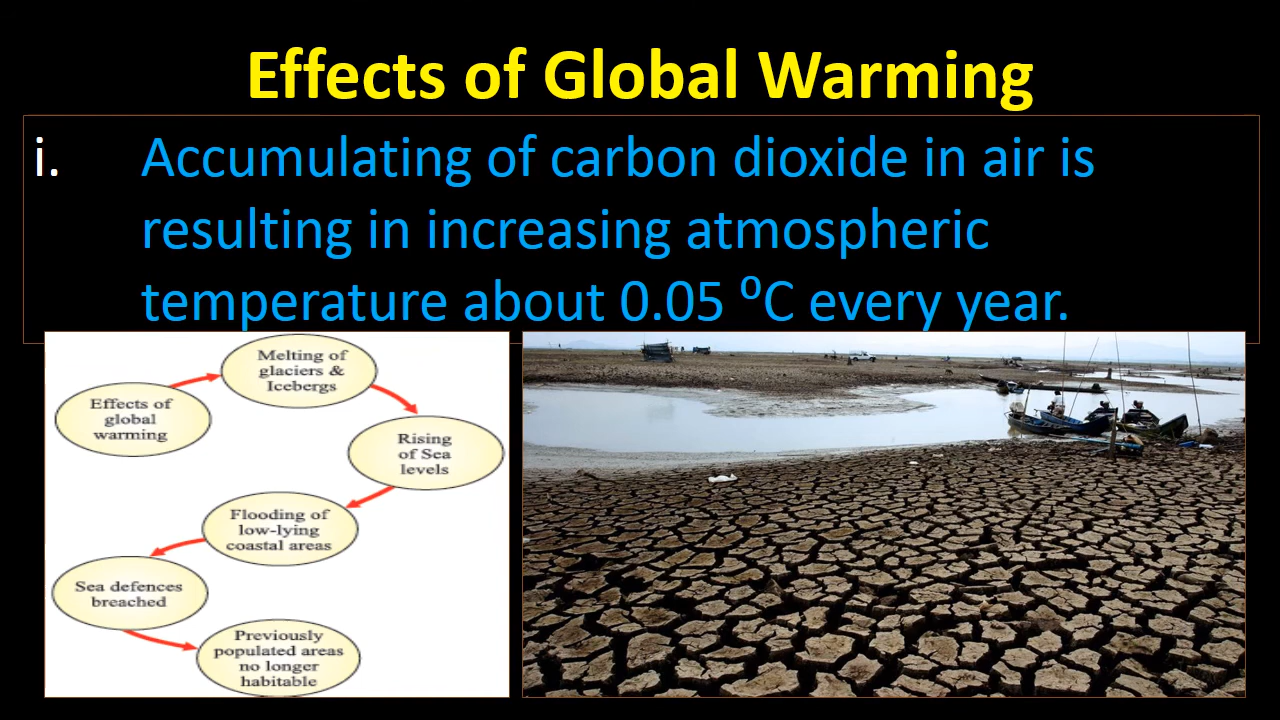 Effects of Global Warming
i. Accumulating of carbon dioxide in air is
resulting in increasing atmospheric
temperature about 0.05 ⁰C every year.
Effects of
global
warming
Melting of
glaciers &
Icebergs
Rising
of Sea
levels
Flooding of
low-lying
coastal areas
Sea defences
breached
Previously
populated areas
no longer
habitable